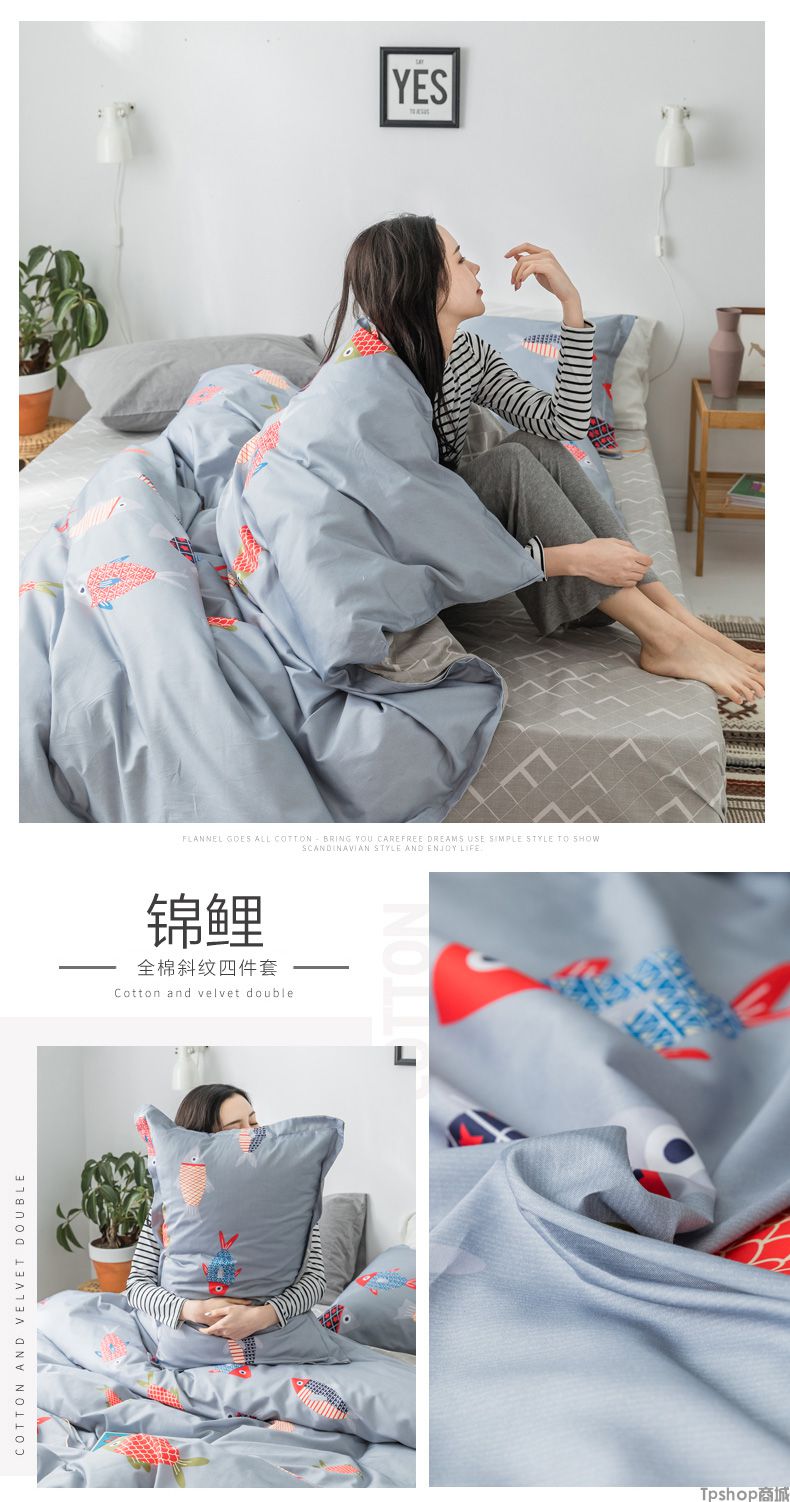 SAY
YES
TO JESUS
FLANNEL GOES ALL COTTON - BRING YOU CAREFREE DREAMS USE SIMPLE STYLE TO SHOW
SCANDINAVIAN STYLE AND ENJOY LIFE.
锦鲤
全棉斜纹四件套
Cotton and velvet double
COTTON
COTTON AND VELVET DOUBLE
Tpshop商城